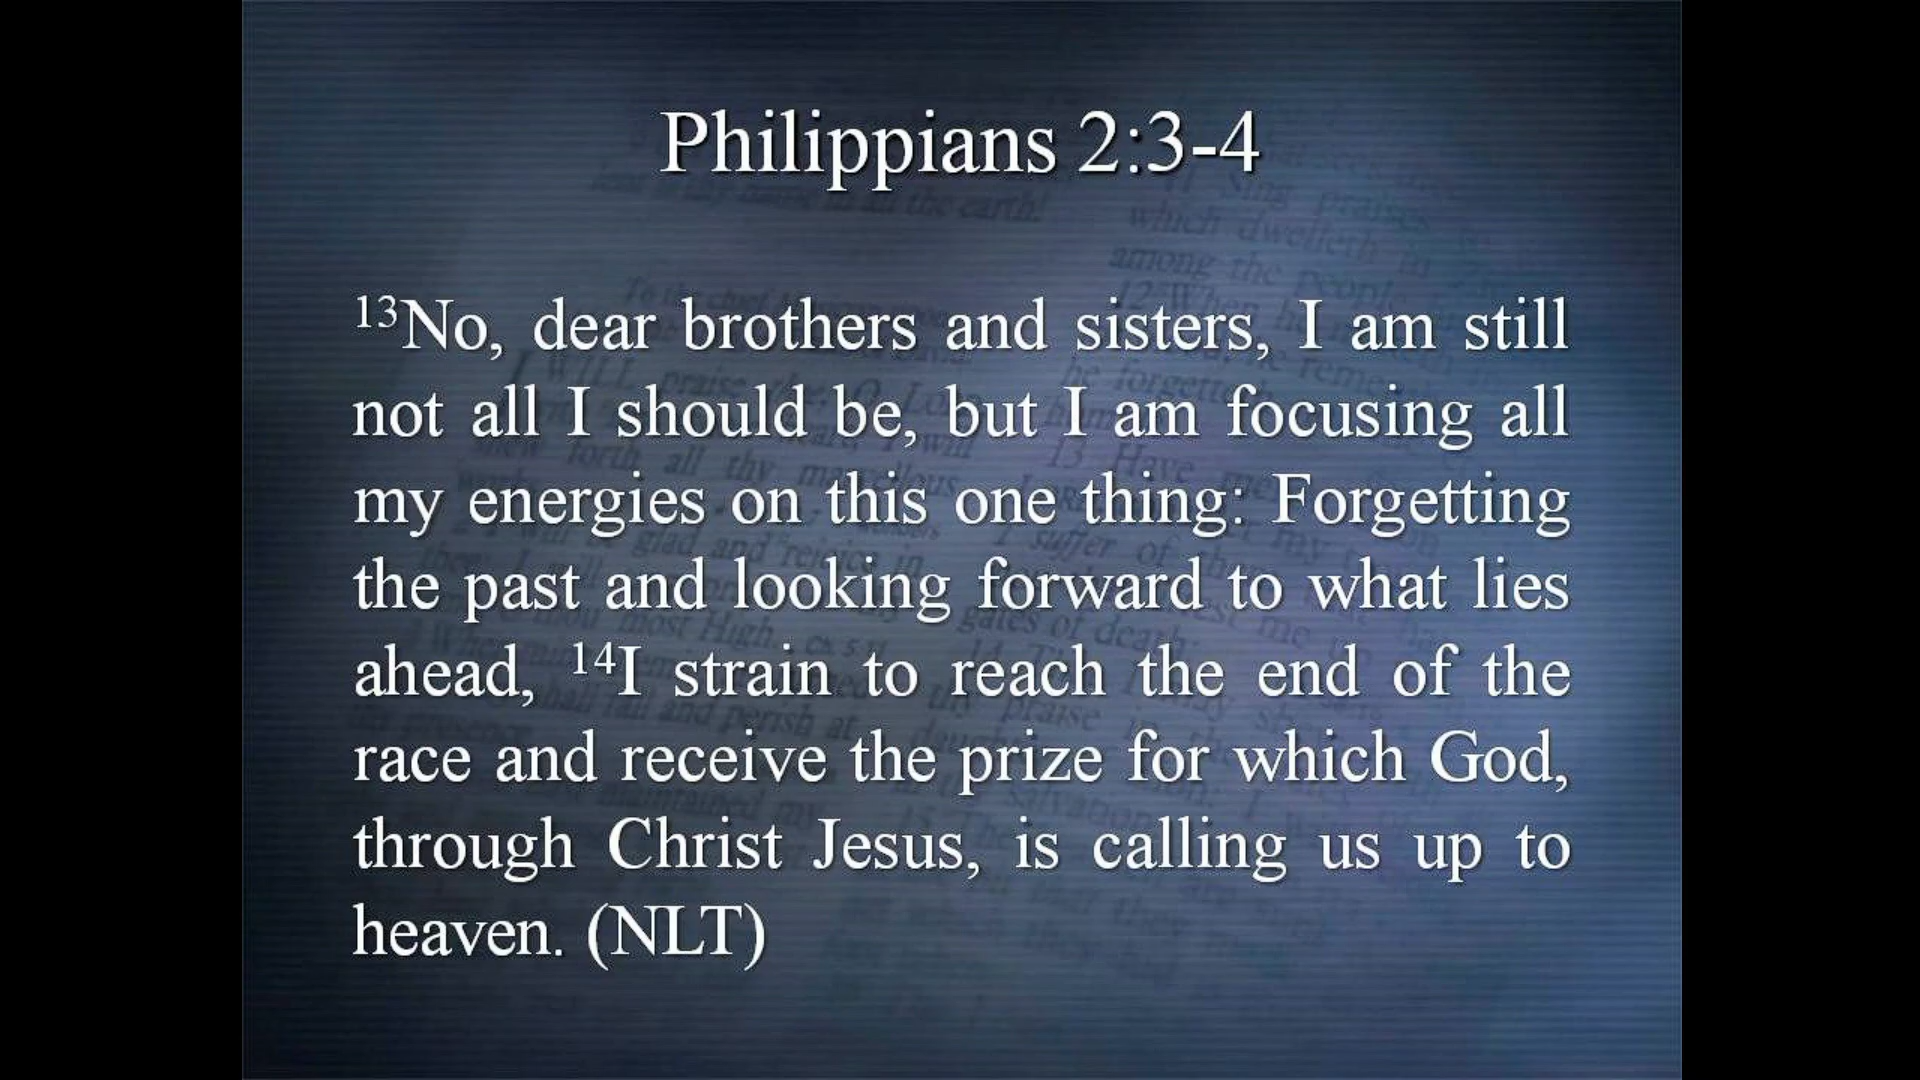 Philippians 2:3-4
¹³No, dear brothers and sisters, I am still
not all I should be, but I am focusing all
my energies on this one thing: Forgetting
the past and looking forward to what lies
ahead, ¹⁴I strain to reach the end of the
race and receive the prize for which God,
through Christ Jesus, is calling us up to
heaven. (NLT)